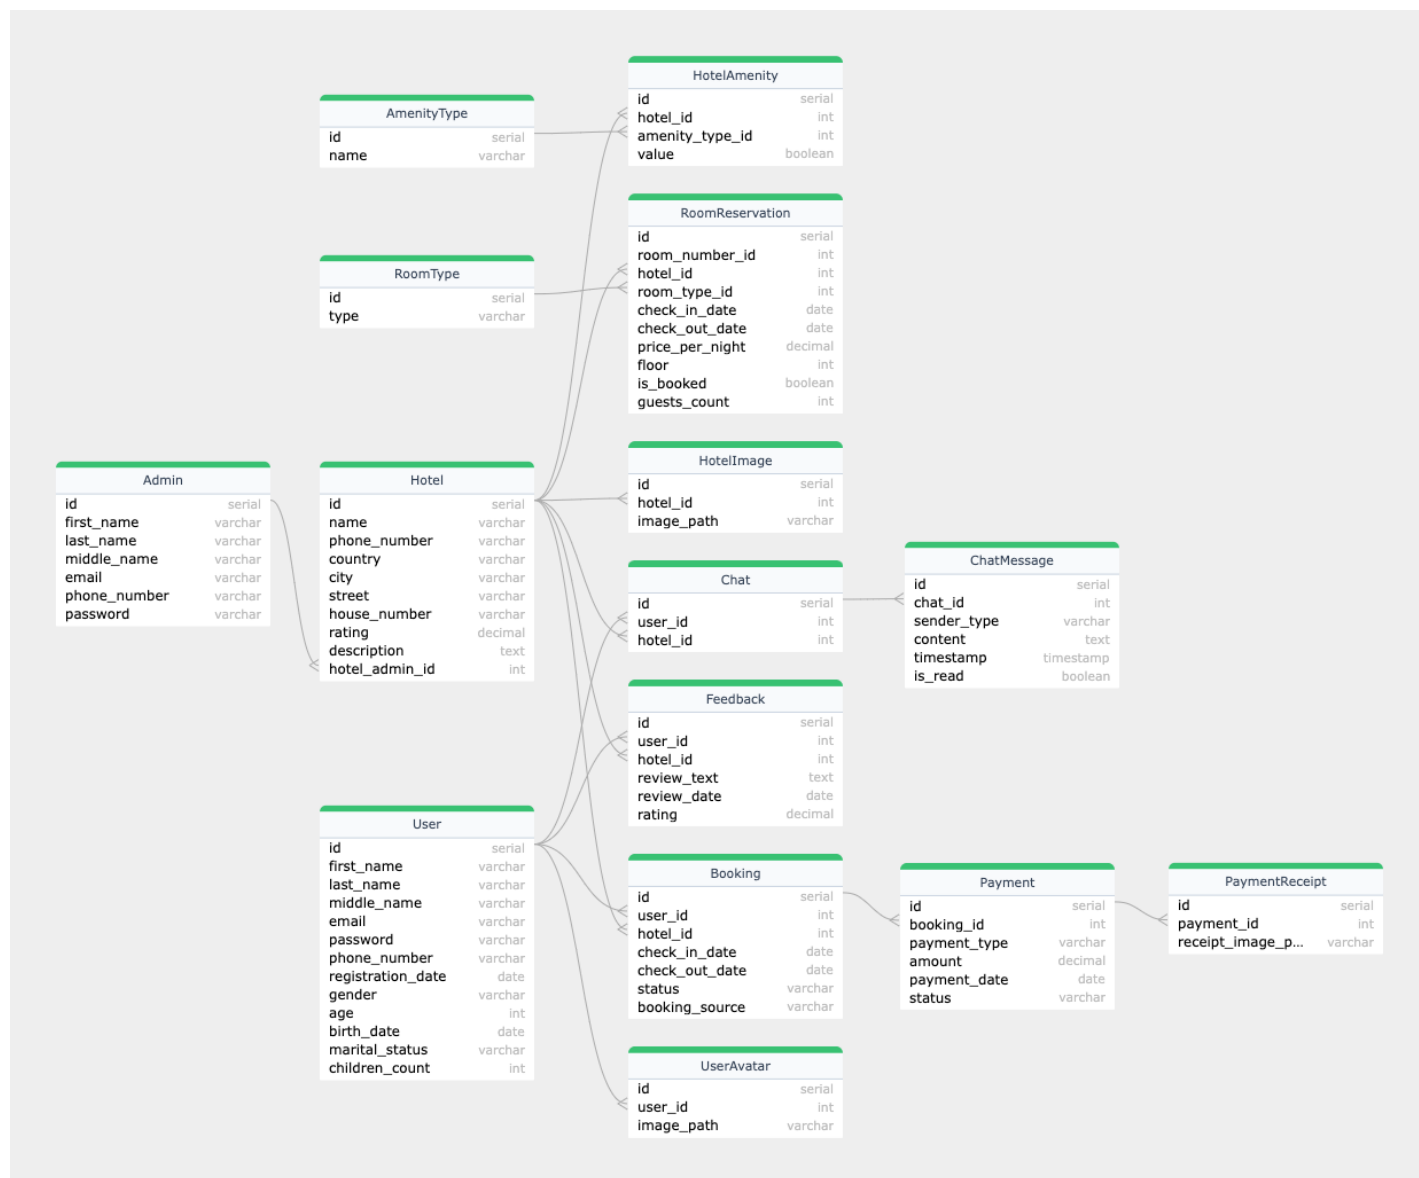 HotelAmenity
id serial
hotel_id int
amenity_type_id int
value boolean
AmenityType
id serial
name varchar
RoomReservation
id serial
room_number_id int
hotel_id int
room_type_id int
check_in_date date
check_out_date date
price_per_night decimal
floor int
is_booked boolean
guests_count int
RoomType
id serial
type varchar
HotelImage
id serial
hotel_id int
image_path varchar
Admin
id serial
first_name varchar
last_name varchar
middle_name varchar
email varchar
phone_number varchar
password varchar
Hotel
id serial
name varchar
phone_number varchar
country varchar
city varchar
street varchar
house_number varchar
rating decimal
description text
hotel_admin_id int
Chat
id serial
user_id int
hotel_id int
ChatMessage
id serial
chat_id int
sender_type varchar
content text
timestamp timestamp
is_read boolean
Feedback
id serial
user_id int
hotel_id int
review_text text
review_date date
rating decimal
User
id serial
first_name varchar
last_name varchar
middle_name varchar
email varchar
password varchar
phone_number varchar
registration_date date
gender varchar
age int
birth_date date
marital_status varchar
children_count int
Booking
id serial
user_id int
hotel_id int
check_in_date date
check_out_date date
status varchar
booking_source varchar
Payment
id serial
booking_id int
payment_type varchar
amount decimal
payment_date date
status varchar
PaymentReceipt
id serial
payment_id int
receipt_image_p... varchar
UserAvatar
id serial
user_id int
image_path varchar